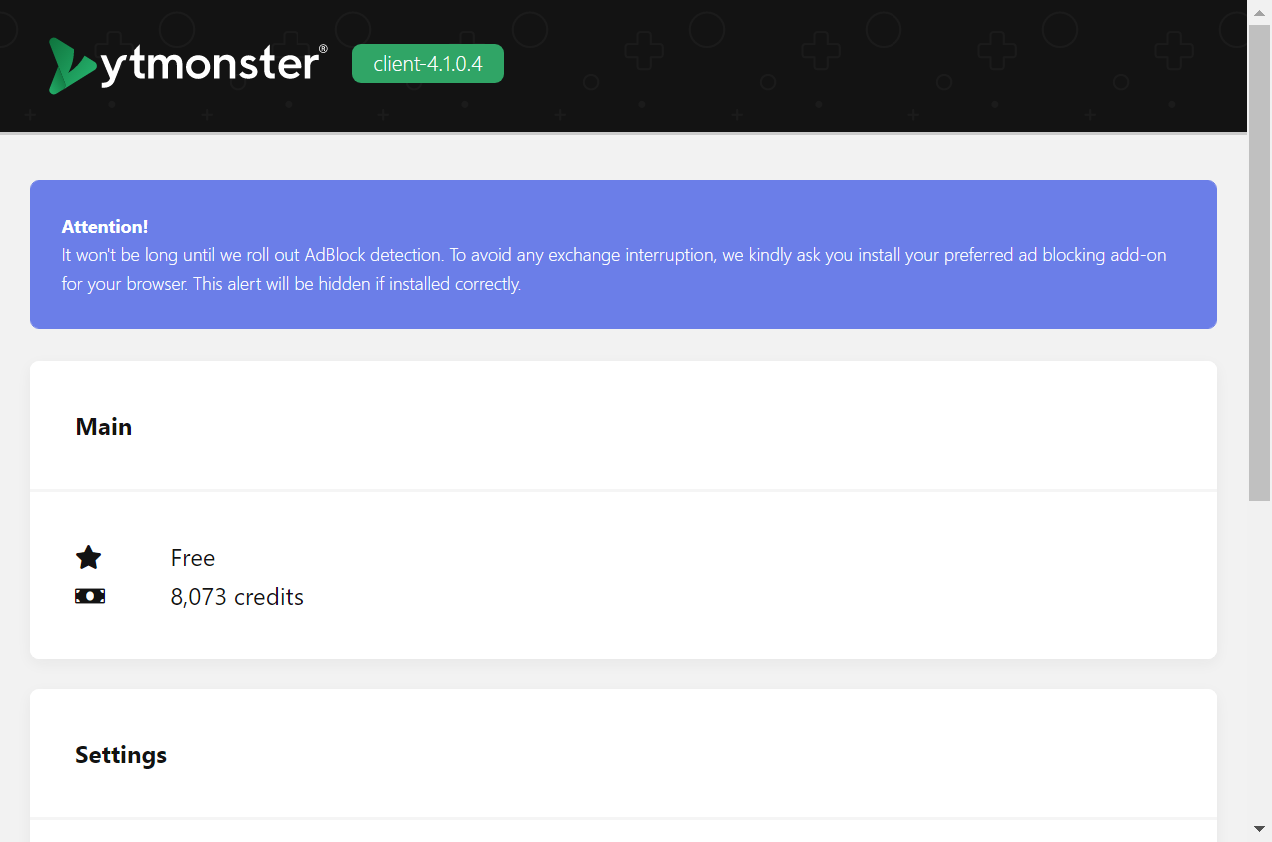 ytmonster® client-4.1.0.4
Attention!
It won't be long until we roll out AdBlock detection. To avoid any exchange interruption, we kindly ask you install your preferred ad blocking add-on
for your browser. This alert will be hidden if installed correctly.
Main
Free
8,073 credits
Settings